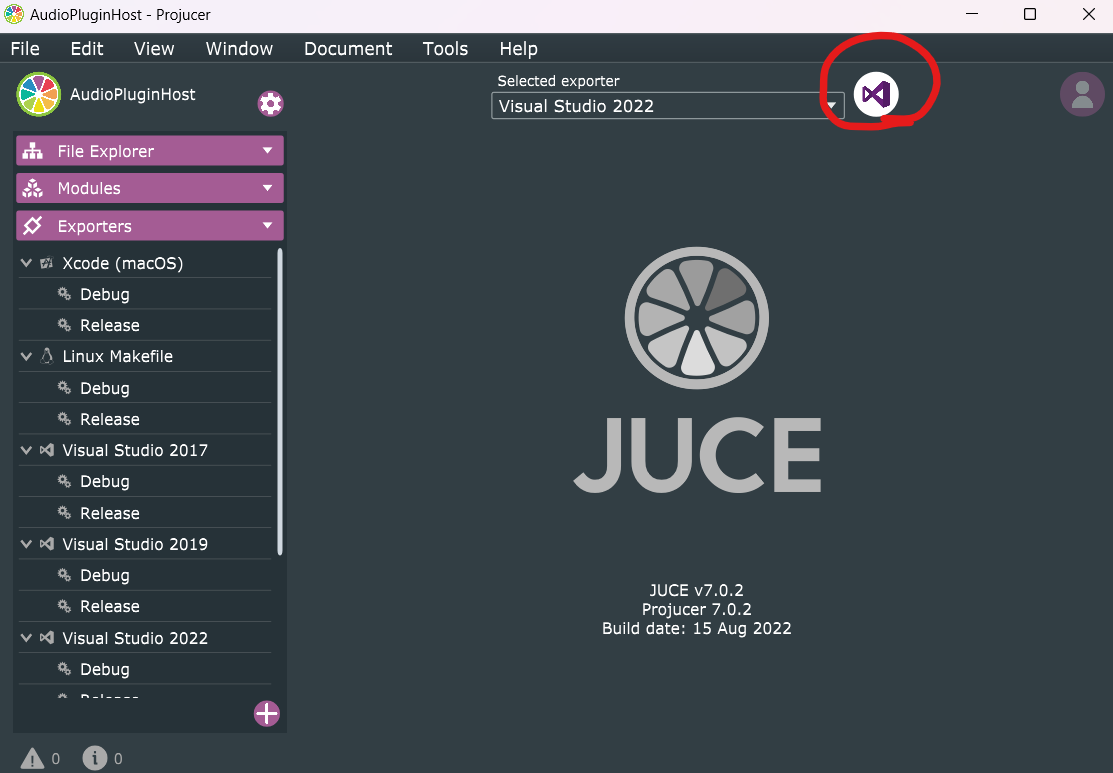 AudioPluginHost - Projucer
File Edit View Window Document Tools Help
AudioPluginHost
Selected exporter
Visual Studio 2022
File Explorer
Modules
Exporters
Xcode (macOS)
Debug
Release
Linux Makefile
Debug
Release
Visual Studio 2017
Debug
Release
Visual Studio 2019
Debug
Release
Visual Studio 2022
Debug
Release
0 0
JUCE
JUCE v7.0.2
Projucer 7.0.2
Build date: 15 Aug 2022